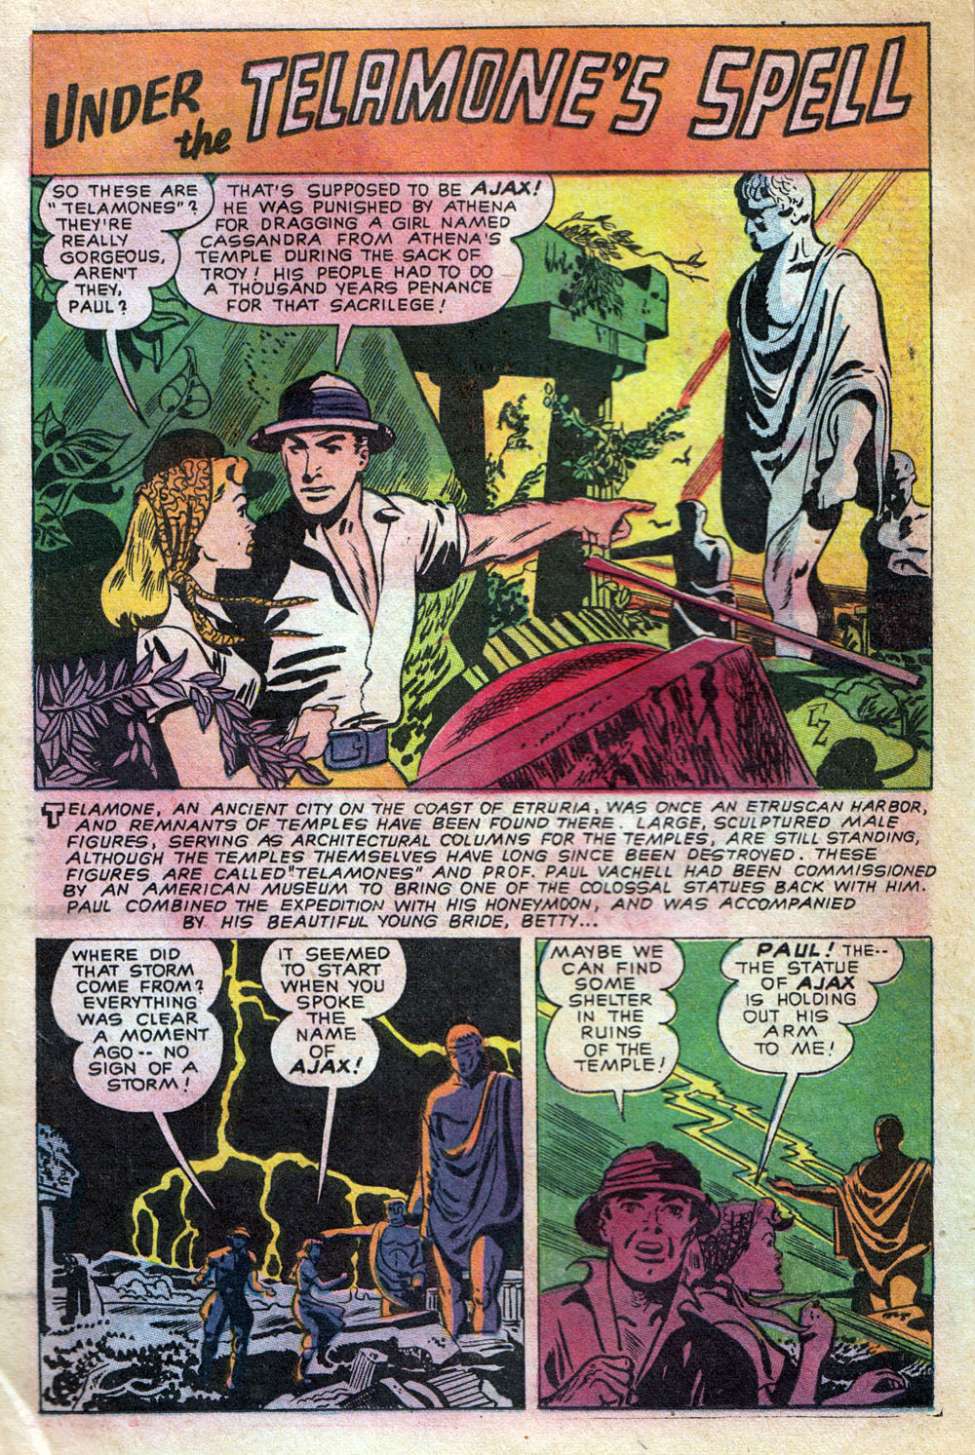 UNDER the TELAMONE'S SPELL
SO THESE ARE
"TELAMONES"?
THEY'RE
REALLY
GORGEOUS,
AREN'T
THEY,
PAUL?
THAT'S SUPPOSED TO BE AJAX!
HE WAS PUNISHED BY ATHENA
FOR DRAGGING A GIRL NAMED
CASSANDRA FROM ATHENA'S
TEMPLE DURING THE SACK OF
TROY! HIS PEOPLE HAD TO DO
A THOUSAND YEARS PENANCE
FOR THAT SACRILEGE!
EZ
TELAMONE, AN ANCIENT CITY ON THE COAST OF ETRURIA, WAS ONCE AN ETRUSCAN HARBOR,
AND REMNANTS OF TEMPLES HAVE BEEN FOUND THERE. LARGE, SCULPTURED MALE
FIGURES, SERVING AS ARCHITECTURAL COLUMNS FOR THE TEMPLES, ARE STILL STANDING,
ALTHOUGH THE TEMPLES THEMSELVES HAVE LONG SINCE BEEN DESTROYED. THESE
FIGURES ARE CALLED "TELAMONES" AND PROF. PAUL VACHELL HAD BEEN COMMISSIONED
BY AN AMERICAN MUSEUM TO BRING ONE OF THE COLOSSAL STATUES BACK WITH HIM.
PAUL COMBINED THE EXPEDITION WITH HIS HONEYMOON, AND WAS ACCOMPANIED
BY HIS BEAUTIFUL YOUNG BRIDE, BETTY...
WHERE DID
THAT STORM
COME FROM?
EVERYTHING
WAS CLEAR
A MOMENT
AGO -- NO
SIGN OF A
STORM!
IT SEEMED
TO START
WHEN YOU
SPOKE
THE
NAME
OF
AJAX!
MAYBE WE
CAN FIND
SOME
SHELTER
IN THE
RUINS
OF THE
TEMPLE!
PAUL! THE--
THE STATUE
OF AJAX
IS HOLDING
OUT HIS
ARM
TO ME!